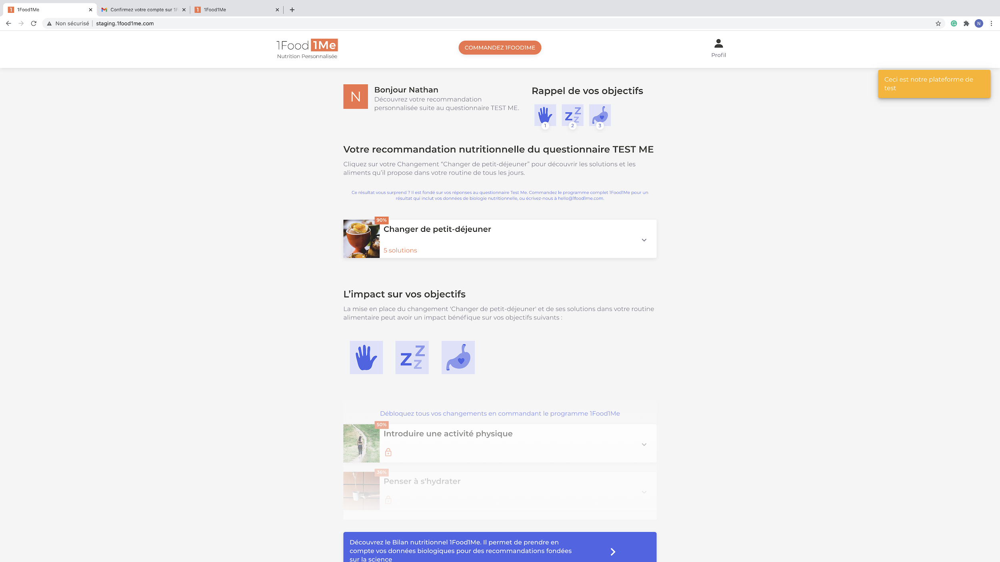 1Food1Me
Confirmez votre compte sur 1F
1Food1Me
Non sécurisé
staging.1food1me.com
N
1Food 1Me
Nutrition Personnalisée
COMMANDEZ 1FOOD1ME
Profil
Ceci est notre plateforme de
test
N
Bonjour Nathan
Découvrez votre recommandation
personnalisée suite au questionnaire TEST ME.
Rappel de vos objectifs
Z Z Z
1
2
3
Votre recommandation nutritionnelle du questionnaire TEST ME
Cliquez sur votre Changement “Changer de petit-déjeuner” pour découvrir les solutions et les
aliments qu’il propose dans votre routine de tous les jours.
Ce résultat vous surprend ? Il est fondé sur vos réponses au questionnaire Test Me. Commandez le programme complet 1Food1Me pour un
résultat qui inclut vos données de biologie nutritionnelle, ou écrivez-nous à hello@1food1me.com.
90%
Changer de petit-déjeuner
5 solutions
L’impact sur vos objectifs
La mise en place du changement 'Changer de petit-déjeuner' et de ses solutions dans votre routine
alimentaire peut avoir un impact bénéfique sur vos objectifs suivants :
Z Z Z
Débloquez tous vos changements en commandant le programme 1Food1Me
50%
Introduire une activité physique
36%
Penser à s'hydrater
Découvrez le Bilan nutritionnel 1Food1Me. Il permet de prendre en
compte vos données biologiques pour des recommandations fondées
sur la science